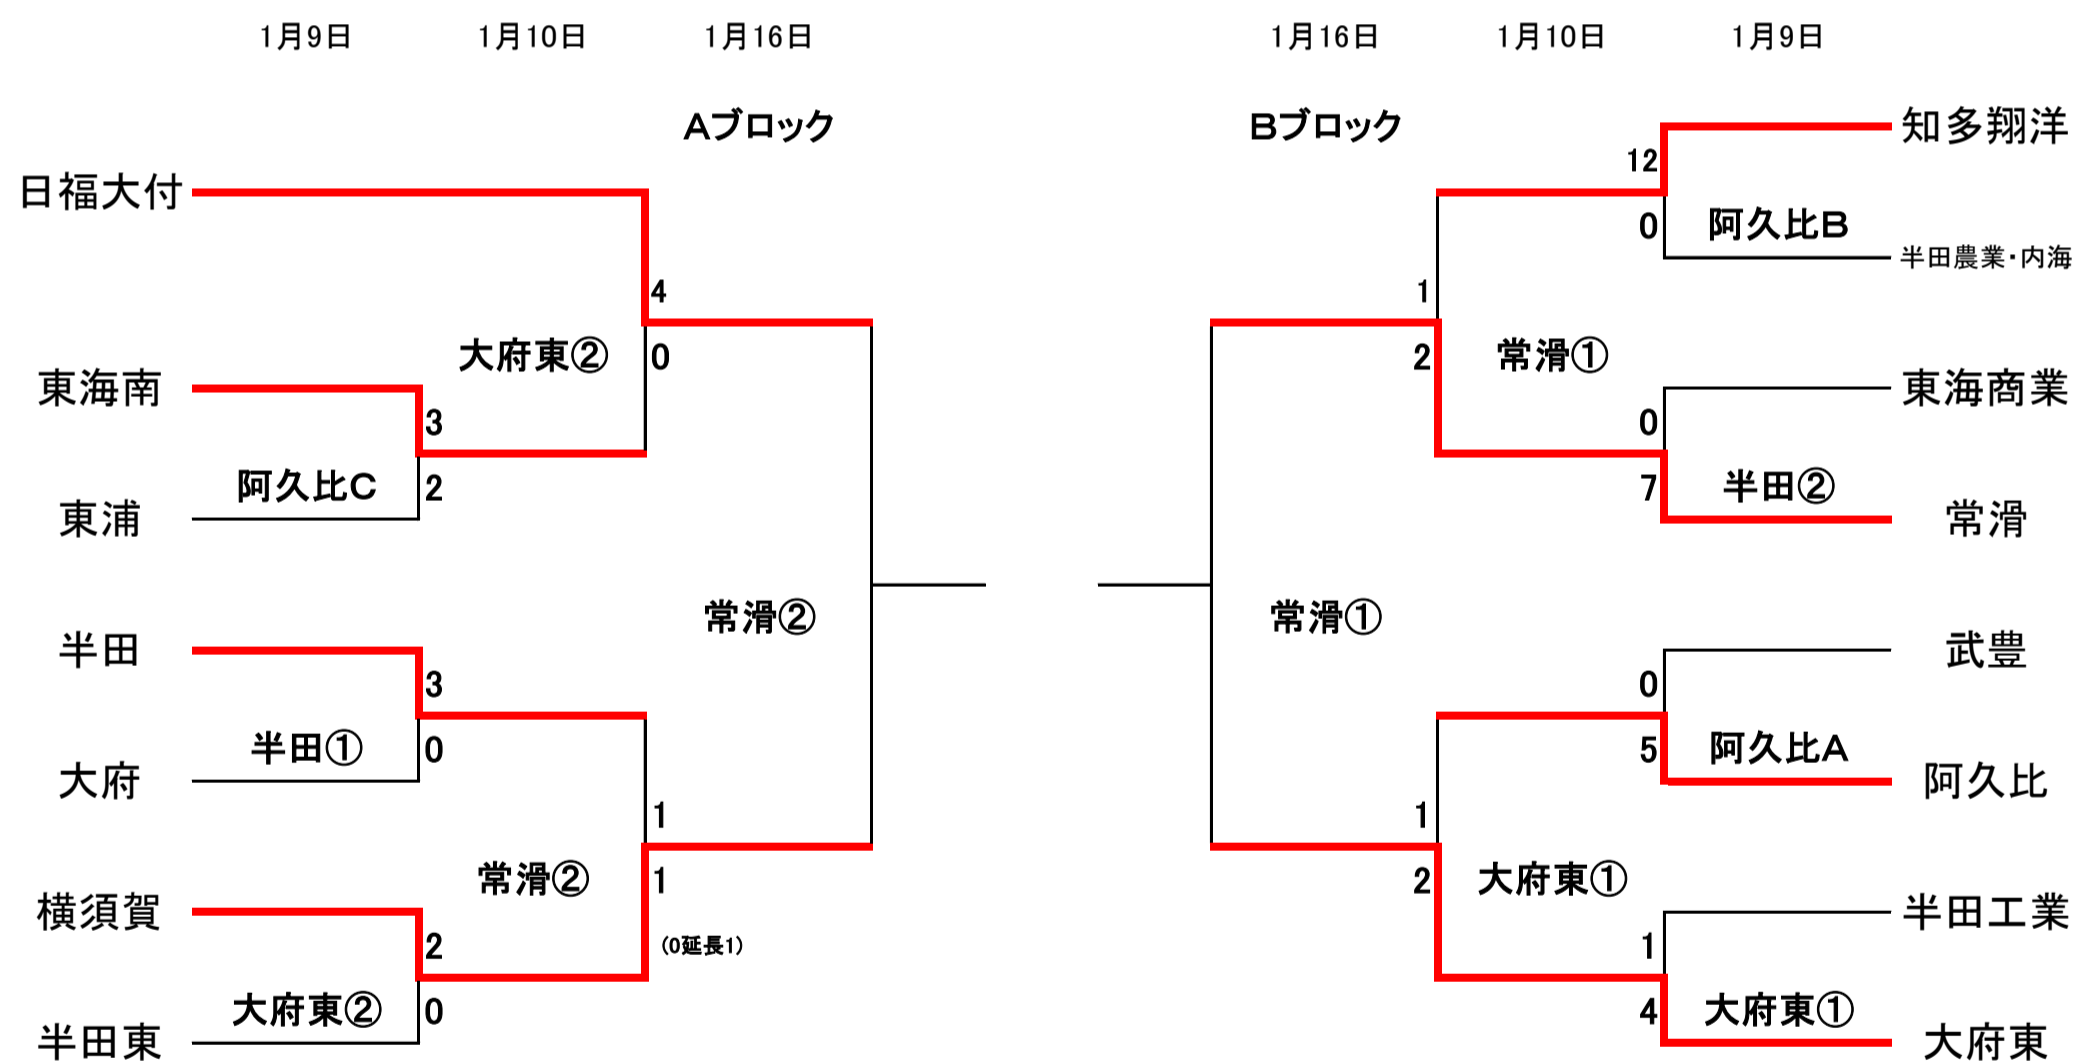 1月9日 1月10日 1月16日 1月16日 1月10日 1月9日
Aブロック Bブロック
知多翔洋
12
日福大付
阿久比B
0
半田農業・内海
4 1
大府東② 0 2 常滑①
東海南 東海商業
3 0
阿久比C 2 7 半田②
東浦 常滑
常滑② 常滑①
半田 武豊
3 0
半田① 0 5 阿久比A
大府 阿久比
1 1
常滑② 1 2 大府東①
横須賀 半田工業
2 (0延長1) 1
大府東② 0 4 大府東①
半田東 大府東